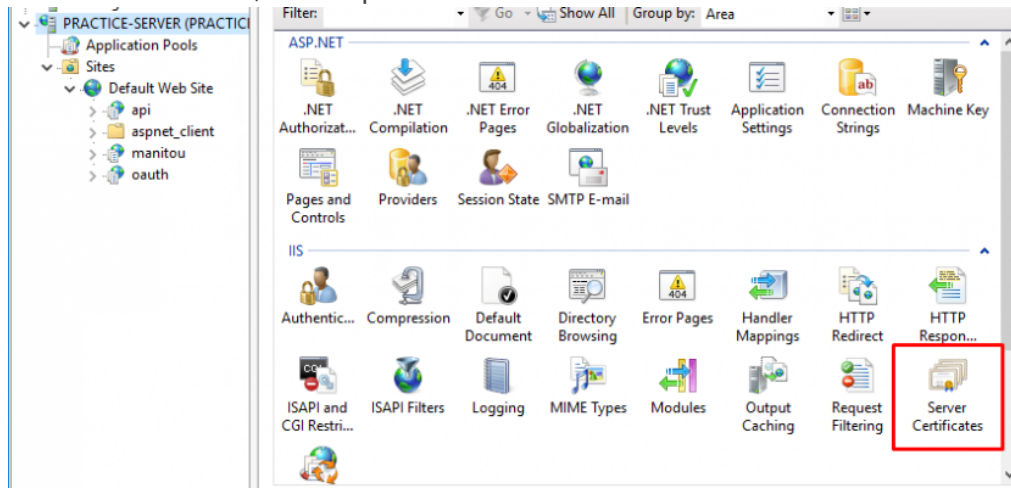 Filter:
Go
Show All
Group by: Area
PRACTICE-SERVER (PRACTICI
Application Pools
Sites
Default Web Site
api
aspnet_client
manitou
oauth
ASP.NET
.NET Authorizat...
.NET Compilation
404
.NET Error Pages
.NET Globalization
.NET Trust Levels
Application Settings
ab
Connection Strings
Machine Key
Pages and Controls
Providers
Session State
SMTP E-mail
IIS
Authentic...
Compression
Default Document
Directory Browsing
404
Error Pages
Handler Mappings
HTTP Redirect
HTTP Respon...
ISAPI and CGI Restri...
ISAPI Filters
Logging
MIME Types
Modules
Output Caching
Request Filtering
Server Certificates